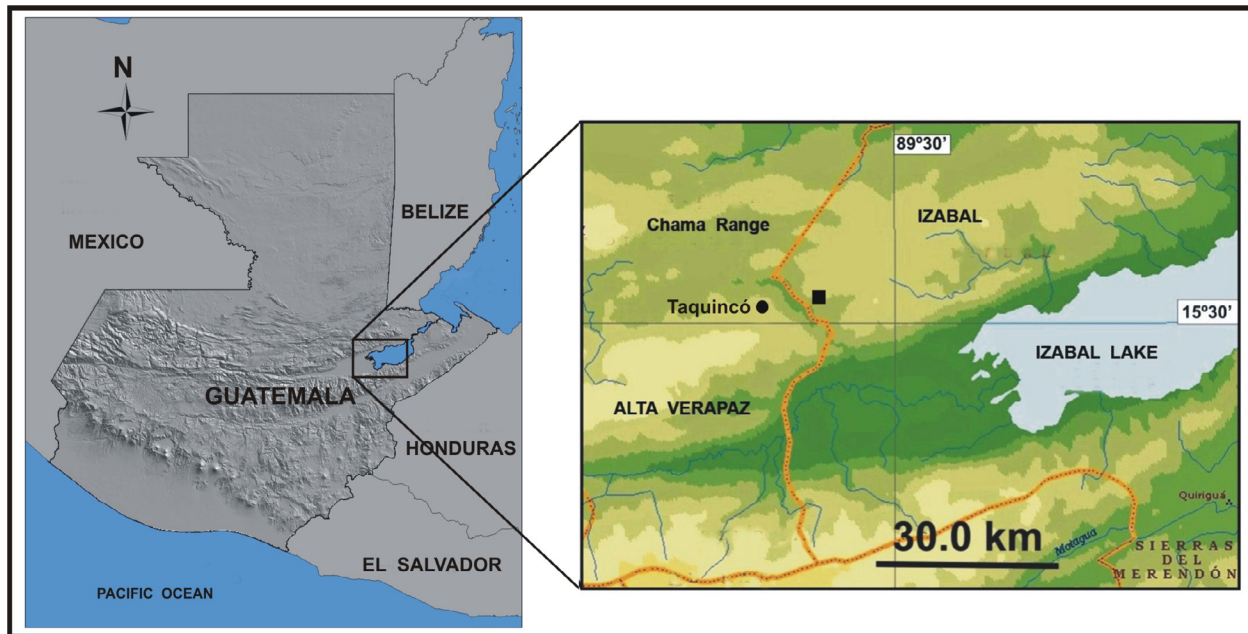 N
BELIZE
MEXICO
GUATEMALA
HONDURAS
EL SALVADOR
PACIFIC OCEAN
89º30'
Chama Range
IZABAL
Taquincó
15º30'
IZABAL LAKE
ALTA VERAPAZ
Quiriguá
30.0 km
Motagua
SIERRAS
DEL
MERENDÓN